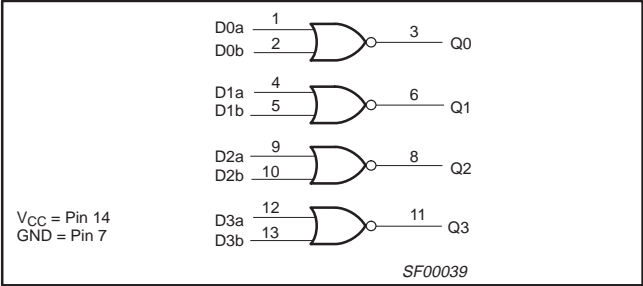 D0a 1
D0b 2
3 Q0
D1a 4
D1b 5
6 Q1
D2a 9
D2b 10
8 Q2
D3a 12
D3b 13
11 Q3
VCC = Pin 14
GND = Pin 7
SF00039